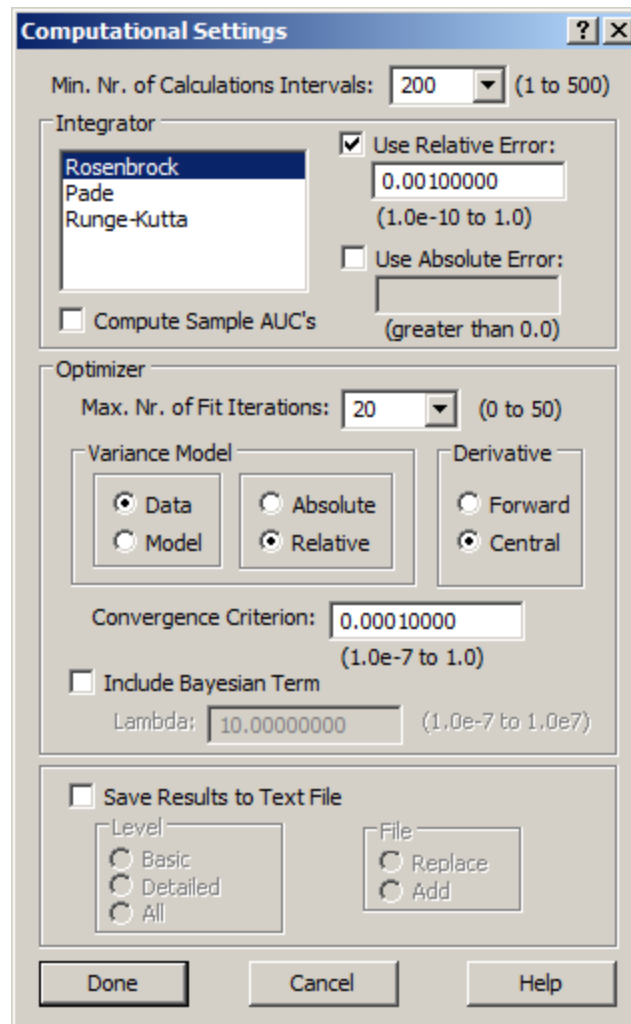 Computational Settings
Min. Nr. of Calculations Intervals: 200 (1 to 500)
Integrator
Rosenbrock
Pade
Runge-Kutta
Use Relative Error:
0.00100000
(1.0e-10 to 1.0)
Use Absolute Error:
(greater than 0.0)
Compute Sample AUC's
Optimizer
Max. Nr. of Fit Iterations: 20 (0 to 50)
Variance Model
Data
Model
Absolute
Relative
Derivative
Forward
Central
Convergence Criterion: 0.00010000
(1.0e-7 to 1.0)
Include Bayesian Term
Lambda: 10.00000000 (1.0e-7 to 1.0e7)
Save Results to Text File
Level
Basic
Detailed
All
File
Replace
Add
Done Cancel Help